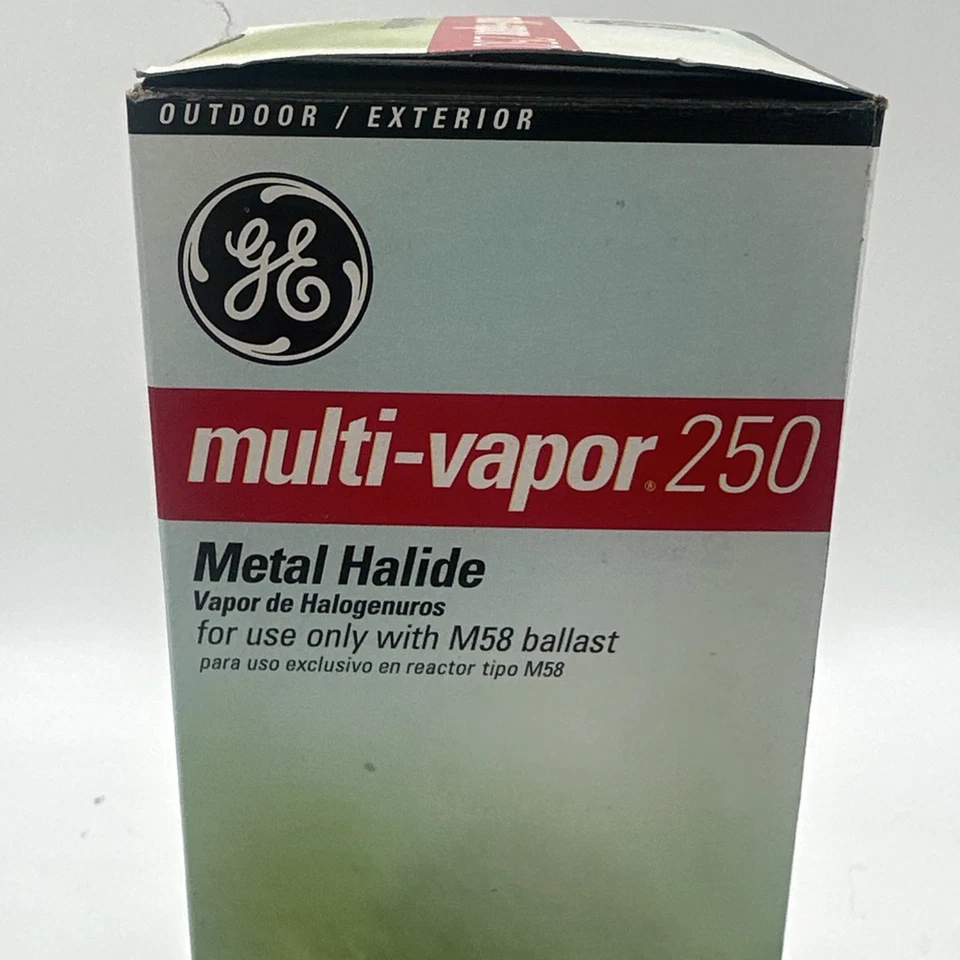 OUTDOOR / EXTERIOR
GE
multi-vapor® 250
Metal Halide
Vapor de Halogenuros
for use only with M58 ballast
para uso exclusivo en reactor tipo M58